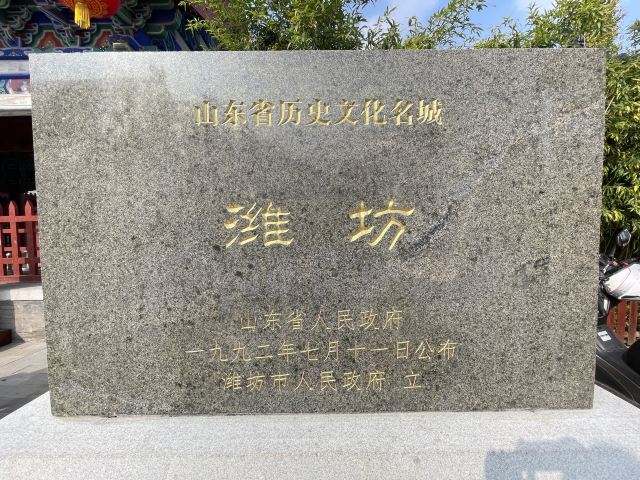 山东省历史文化名城
潍坊
山东省人民政府
一九九二年七月十一日公布
潍坊市人民政府 立